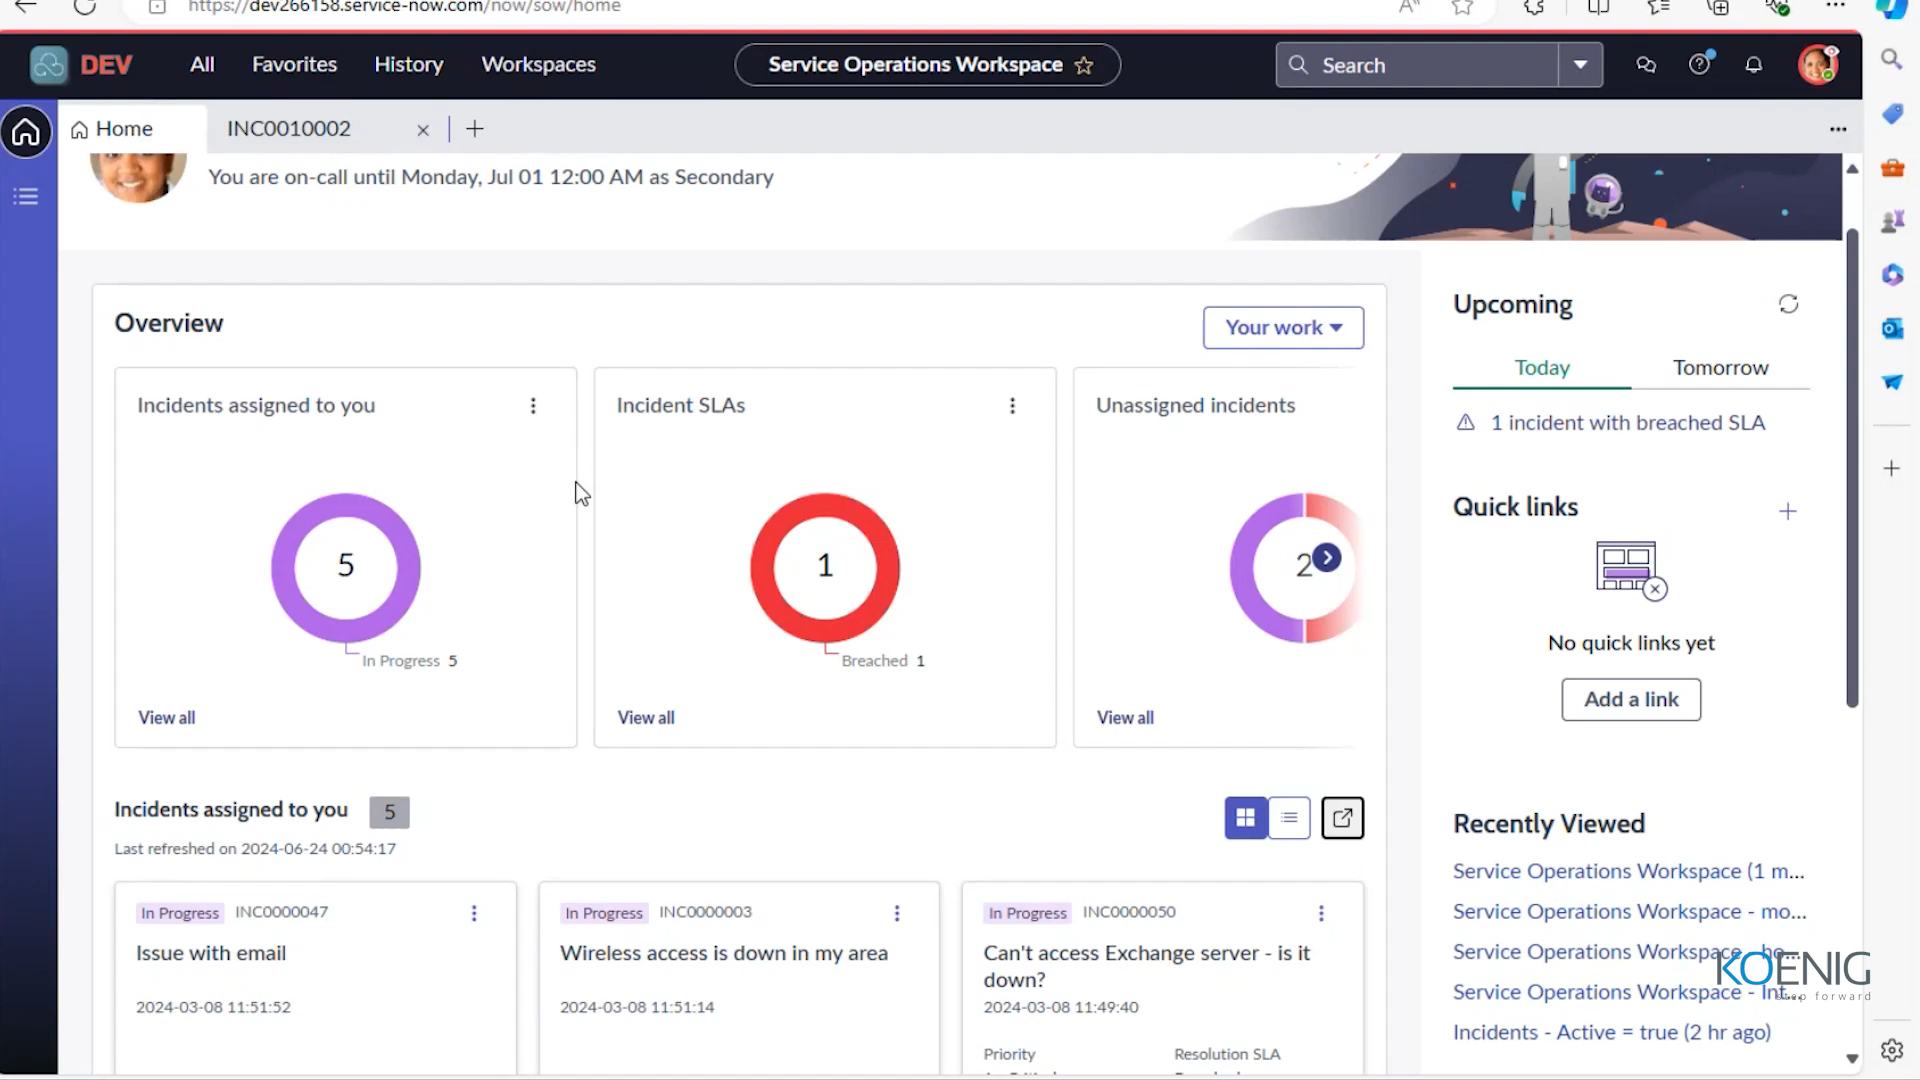 https://dev266158.service-now.com/now/sow/home
DEV
All
Favorites
History
Workspaces
Service Operations Workspace
Search
Home
INC0010002
You are on-call until Monday, Jul 01 12:00 AM as Secondary
Overview
Your work
Incidents assigned to you
5
In Progress 5
View all
Incident SLAs
1
Breached 1
View all
Unassigned incidents
2
View all
Incidents assigned to you 5
Last refreshed on 2024-06-24 00:54:17
In Progress INC0000047
Issue with email
2024-03-08 11:51:52
In Progress INC0000003
Wireless access is down in my area
2024-03-08 11:51:14
In Progress INC0000050
Can't access Exchange server - is it
down?
2024-03-08 11:49:40
Priority
Resolution SLA
Upcoming
Today
Tomorrow
1 incident with breached SLA
Quick links
No quick links yet
Add a link
Recently Viewed
Service Operations Workspace (1 m...
Service Operations Workspace - mo...
Service Operations Workspace - ho...
Service Operations Workspace - Int...
Incidents - Active = true (2 hr ago)
KOENIG
step forward